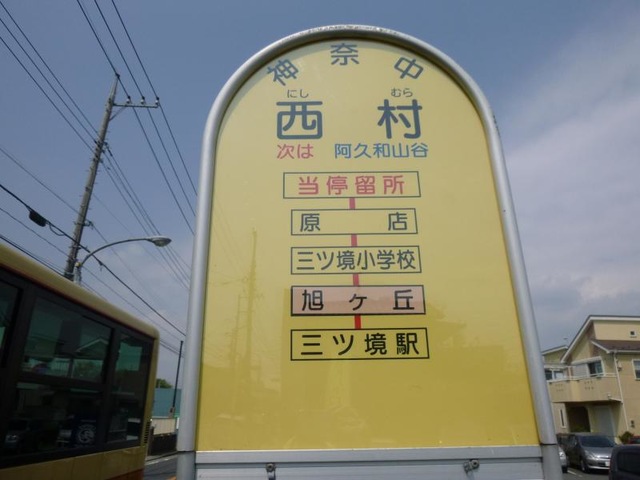 神奈中
にし むら
西 村
次は 阿久和山谷
当停留所
原 店
三ツ境小学校
旭ヶ丘
三ツ境駅